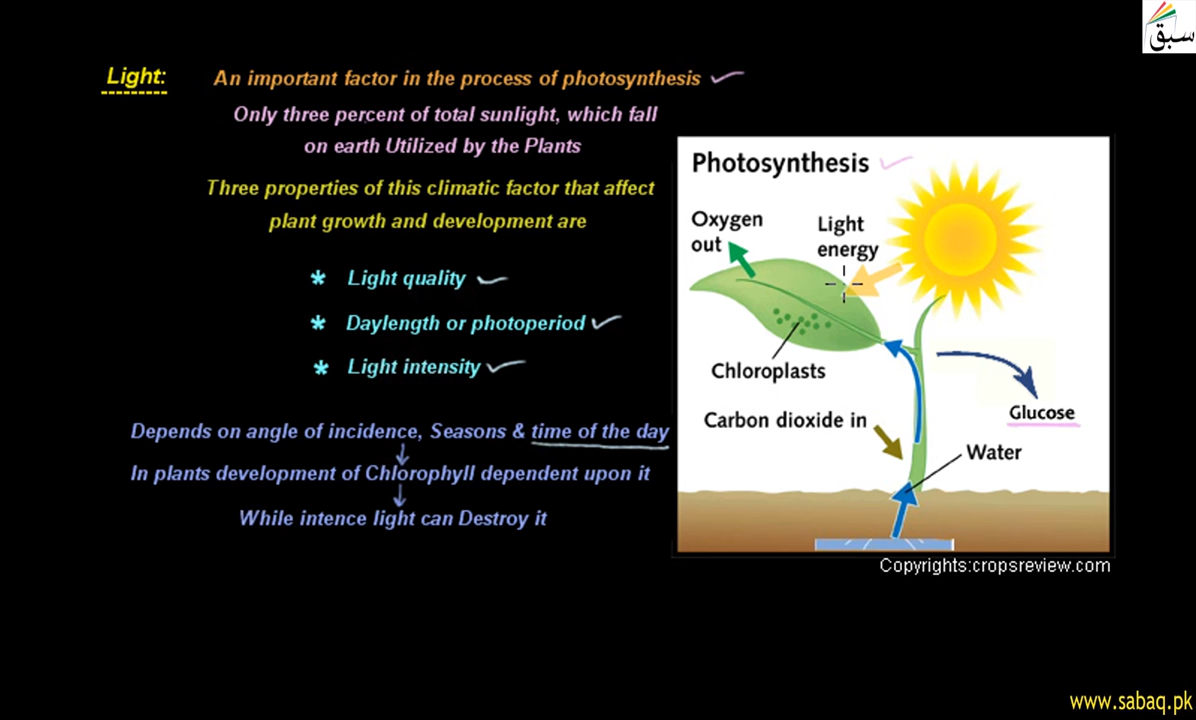 سبق
Light: An important factor in the process of photosynthesis
Only three percent of total sunlight, which fall
on earth Utilized by the Plants
Three properties of this climatic factor that affect
plant growth and development are
* Light quality
* Daylength or photoperiod
* Light intensity
Depends on angle of incidence, Seasons & time of the day
In plants development of Chlorophyll dependent upon it
While intence light can Destroy it
Photosynthesis
Oxygen
out
Light
energy
Chloroplasts
Glucose
Carbon dioxide in
Water
Copyrights:cropsreview.com
www.sabaq.pk